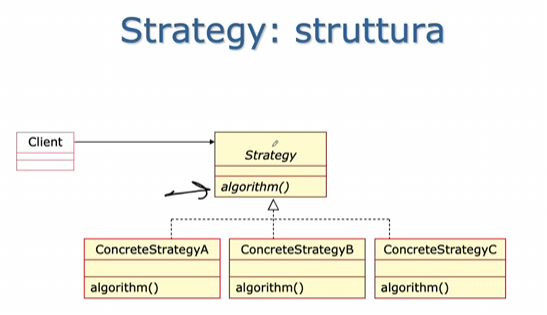 Strategy: struttura
Client
Strategy
algorithm()
ConcreteStrategyA
ConcreteStrategyB
ConcreteStrategyC
algorithm()
algorithm()
algorithm()